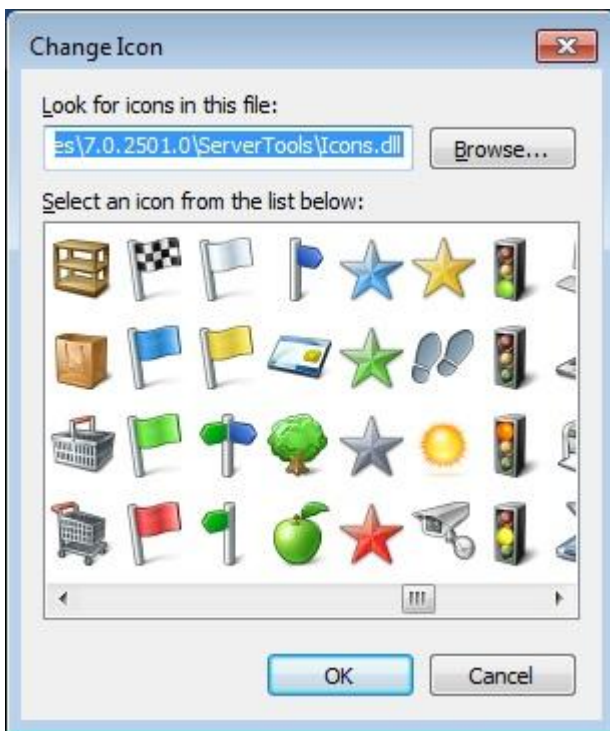 Change Icon
Look for icons in this file:
es\7.0.2501.0\ServerTools\Icons.dll
Browse...
Select an icon from the list below:
OK
Cancel